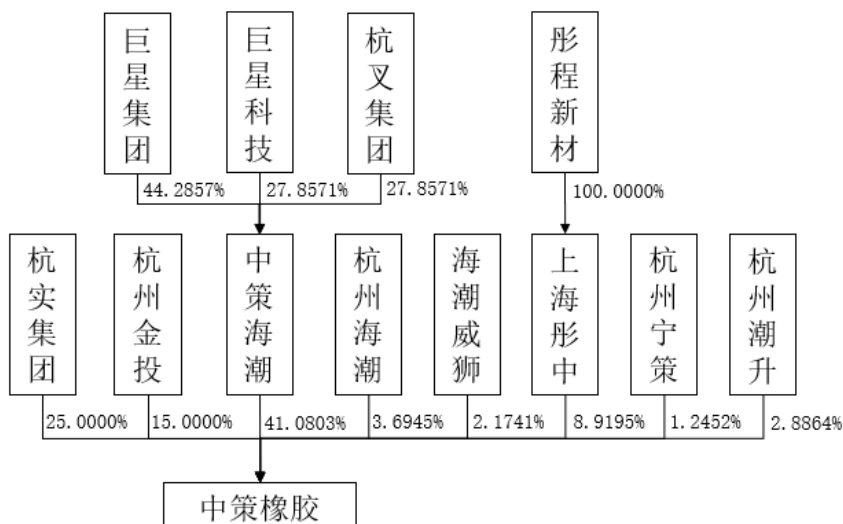 巨星集团
巨星科技
杭叉集团
彤程新材
44.2857%
27.8571%
27.8571%
100.0000%
杭实集团
杭州金投
中策海潮
杭州海潮
海潮威狮
上海彤中
杭州宁策
杭州潮升
25.0000%
15.0000%
41.0803%
3.6945%
2.1741%
8.9195%
1.2452%
2.8864%
中策橡胶